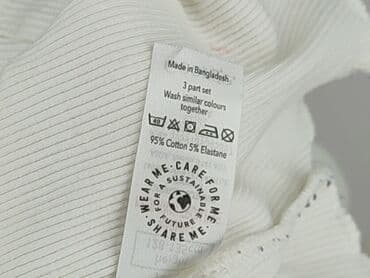 Made in Bangladesh
3 part set
Wash similar colours
together
40
95% Cotton 5% Elastane
WEAR ME · CARE FOR ME · SHARE ME ·
FOR A SUSTAINABLE FUTURE